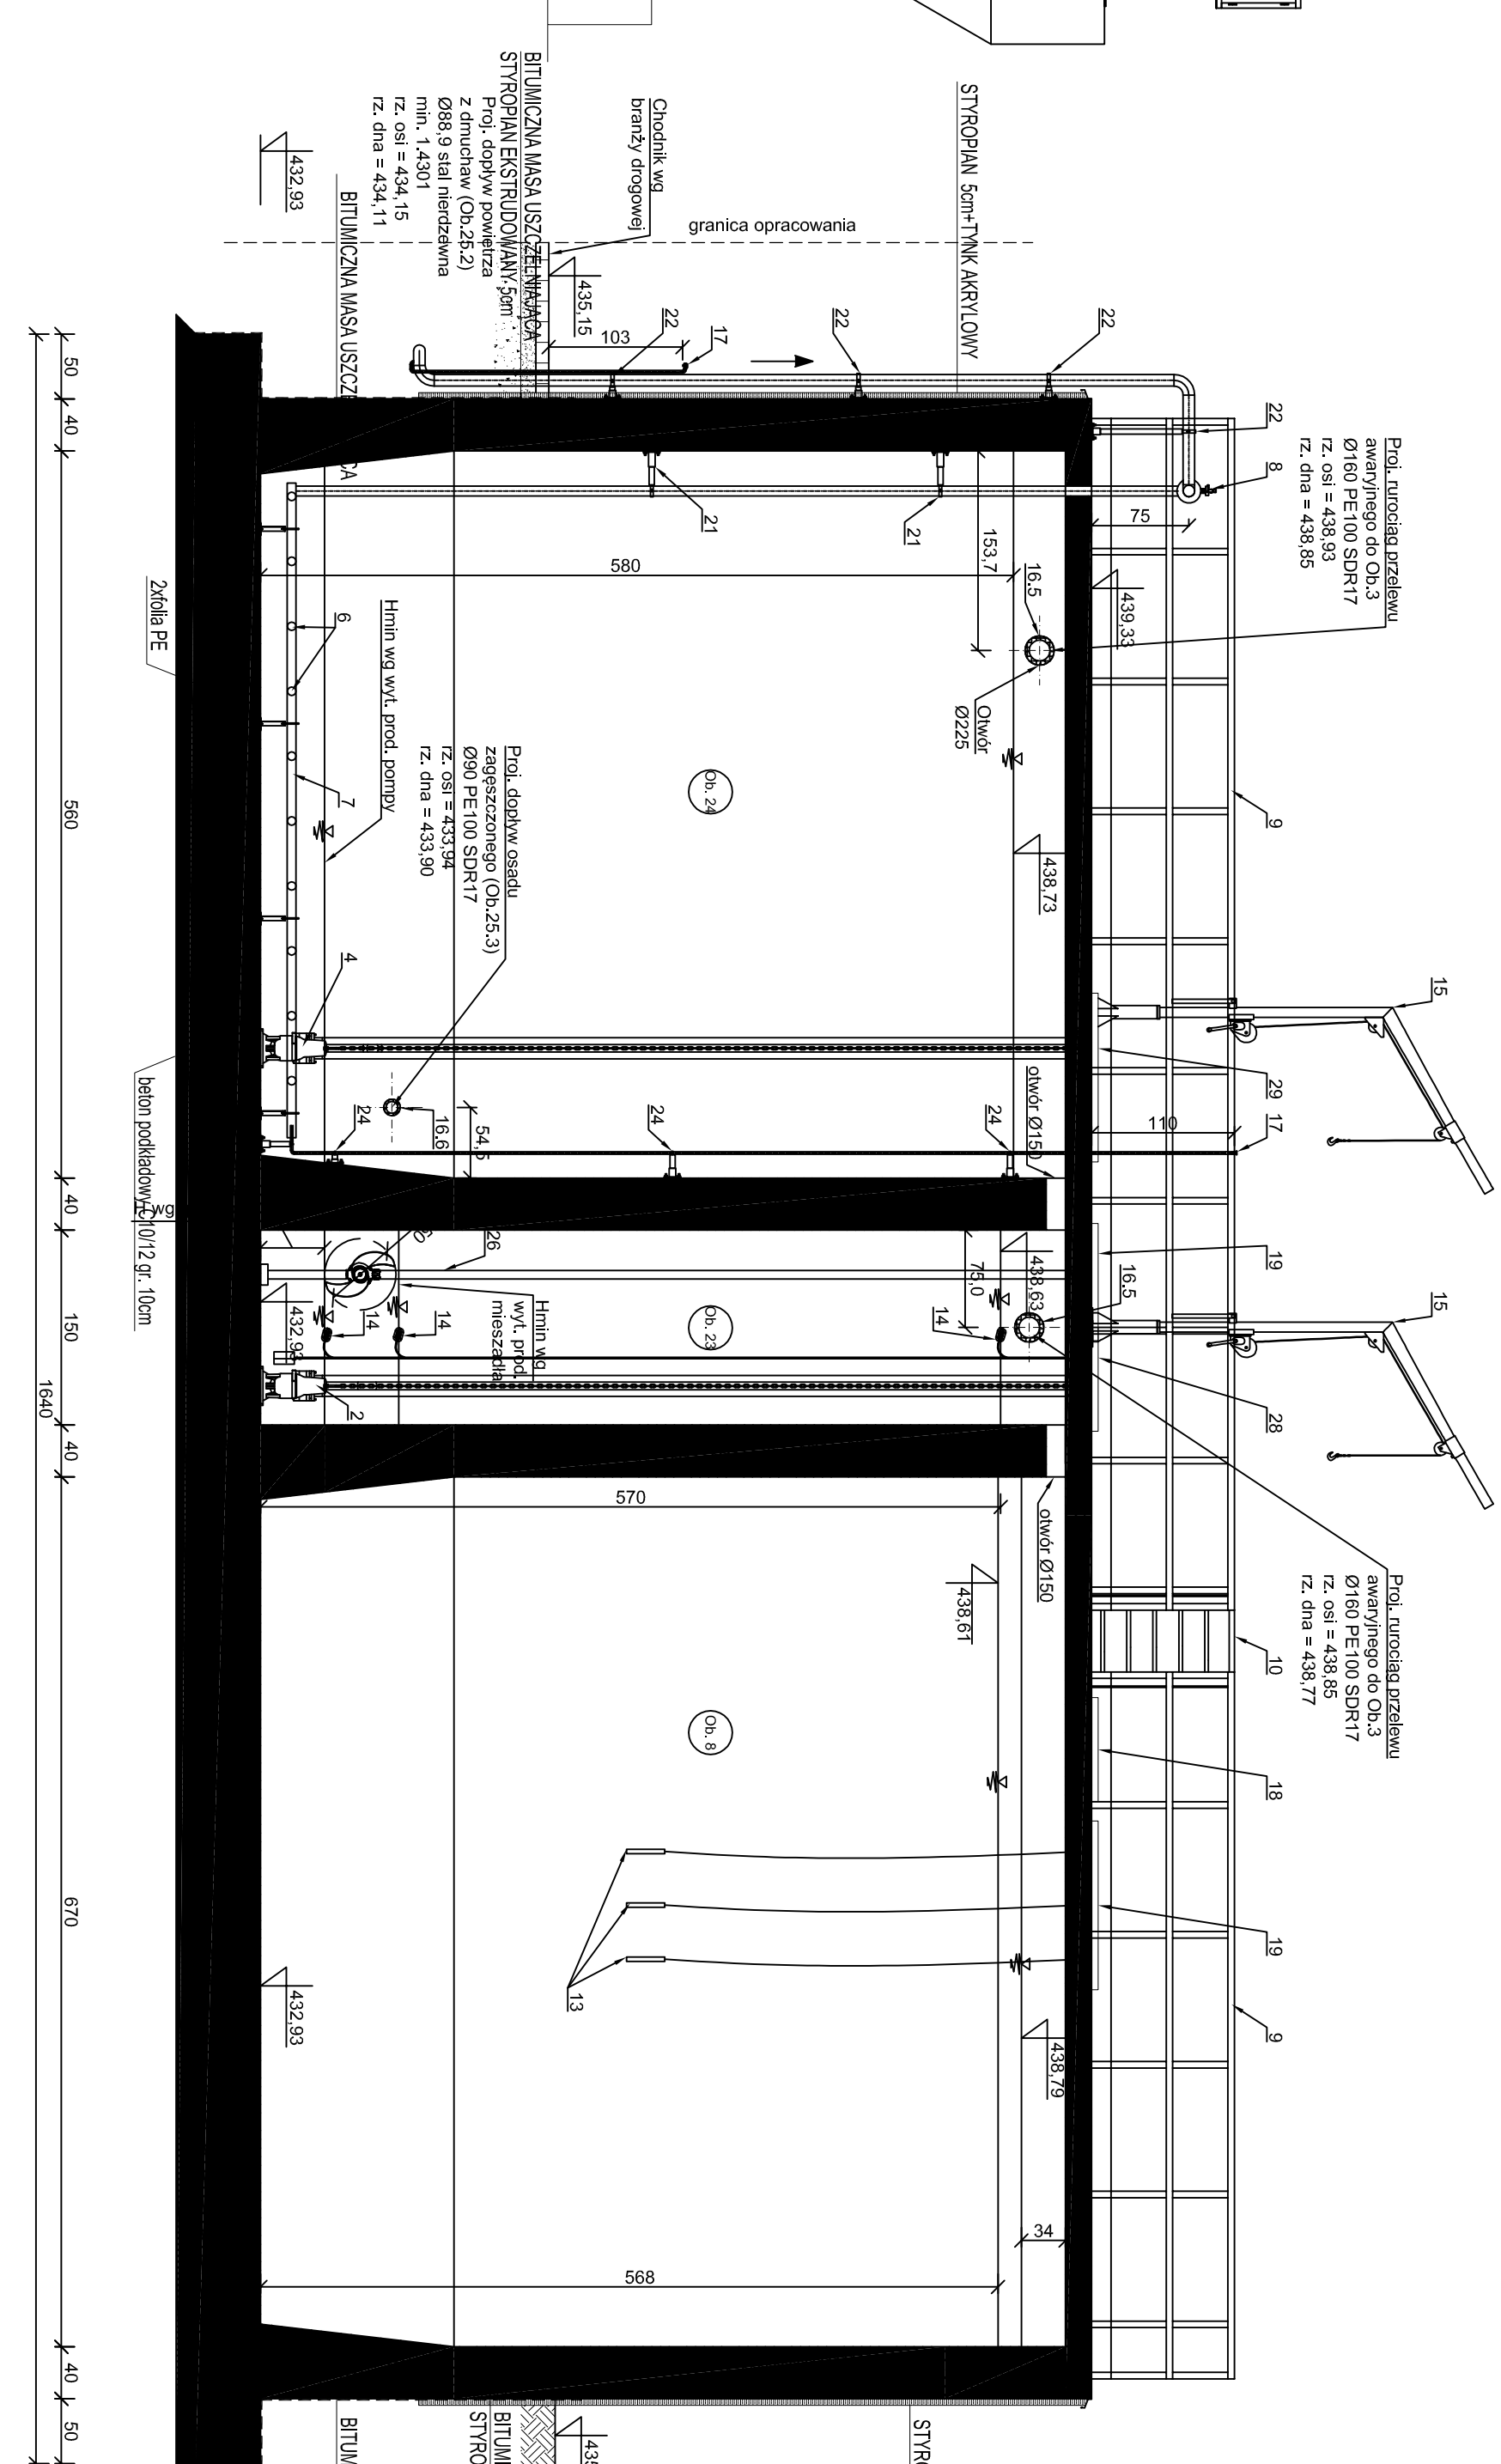 STYROPIAN 5cm+TYNK AKRYLOWY
Chodnik wg
branży drogowej
granica opracowania
BITUMICZNA MASA USZCZELNIAJĄCA
STYROPIAN EKSTRUDOWANY 5cm
Proj. dopływ powietrza
z dmuchaw (Ob.25.2)
Ø88,9 stal nierdzewna
min. 1.4301
rz. osi = 434,15
rz. dna = 434,11
432,93
BITUMICZNA MASA USZCZE
CA
435,15
103
22
17
22
22
22
8
Proj. rurociąg przelewu
awaryjnego do Ob.3
Ø160 PE100 SDR17
rz. osi = 438,93
rz. dna = 438,85
75
439,33
21
21
153,7
16.5
580
Otwór
Ø225
2xfolia PE
6
Hmin wg wyt. prod. pompy
7
Proj. dopływ osadu
zagęszczonego (Ob.25.3)
Ø90 PE100 SDR17
rz. osi = 433,94
rz. dna = 433,90
Ob. 24
438,73
9
4
15
29
17
110
otwór Ø150
24
24
24
16.6
54,5
beton podkładowy C10/12 gr. 10cm
wg
26
75,0
438,63
16.5
19
15
432,93
14
14
14
Hmin wg
wyt. prod.
mieszadła
Ob. 23
2
28
570
otwór Ø150
438,61
Proj. rurociąg przelewu
awaryjnego do Ob.3
Ø160 PE100 SDR17
rz. osi = 438,85
rz. dna = 438,77
10
Ob. 8
18
13
19
432,93
438,79
9
34
568
50
40
560
40
150
40
670
40
50
1640
BITUM
BITUMI
STYRO
435
STYR